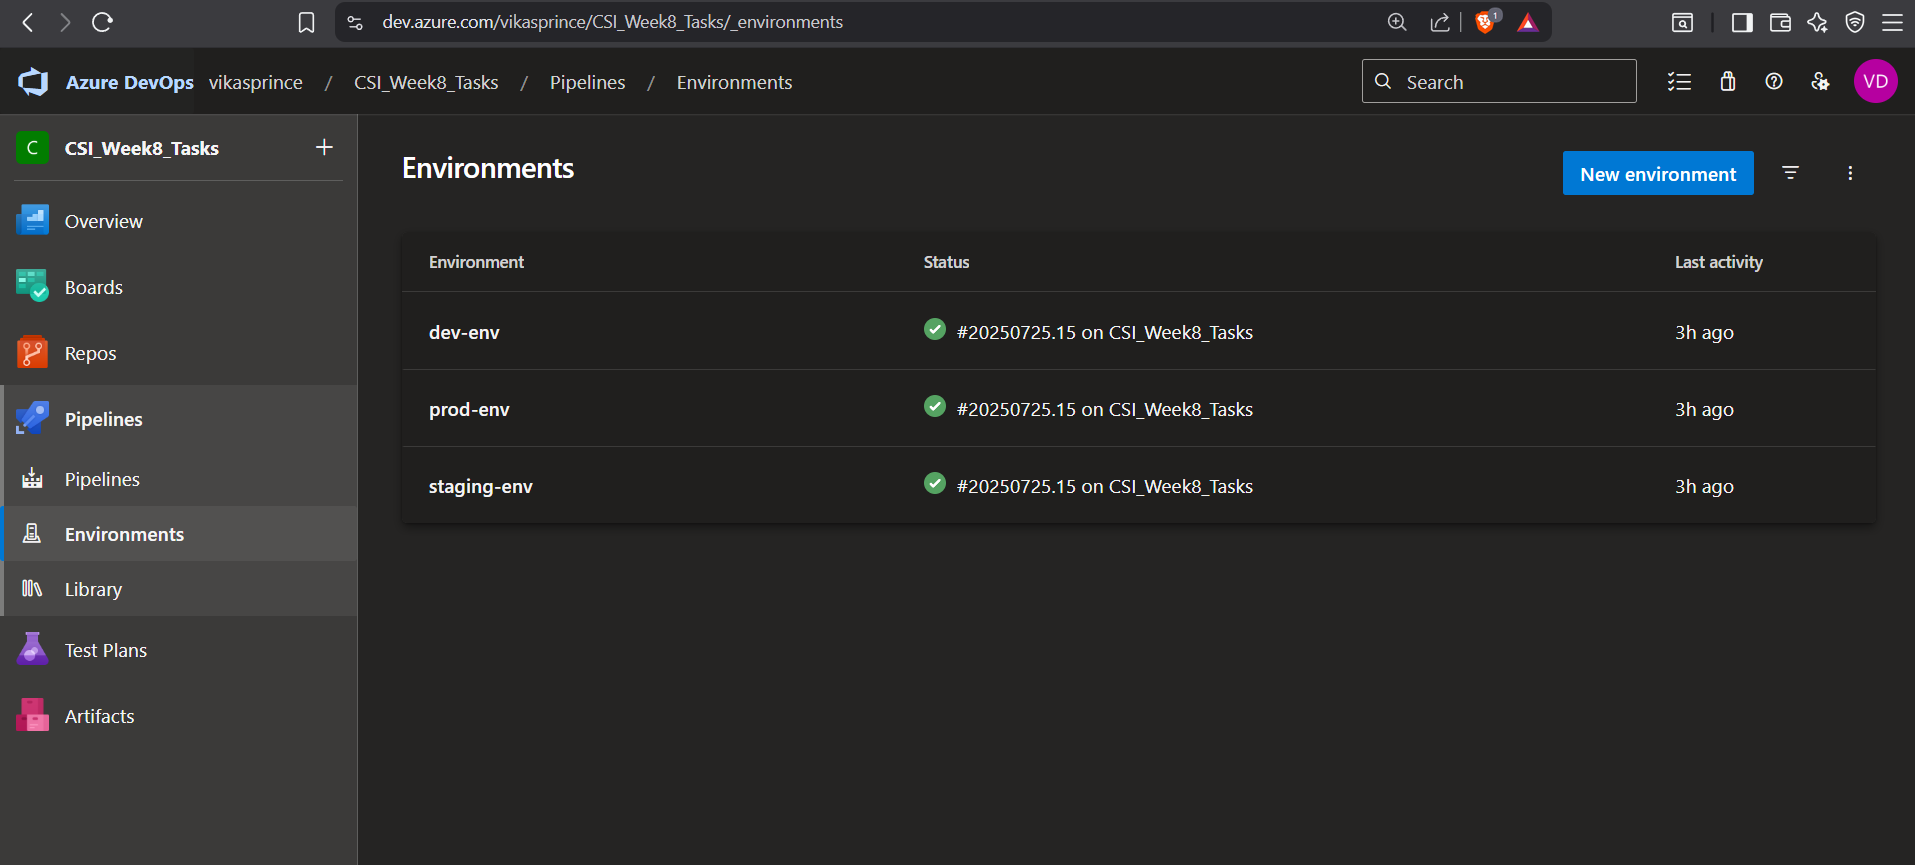 dev.azure.com/vikasprince/CSI_Week8_Tasks/_environments
1
Azure DevOps vikasprince / CSI_Week8_Tasks / Pipelines / Environments
Search
VD
C CSI_Week8_Tasks
Overview
Boards
Repos
Pipelines
Pipelines
Environments
Library
Test Plans
Artifacts
Environments
New environment
Environment Status Last activity
dev-env #20250725.15 on CSI_Week8_Tasks 3h ago
prod-env #20250725.15 on CSI_Week8_Tasks 3h ago
staging-env #20250725.15 on CSI_Week8_Tasks 3h ago